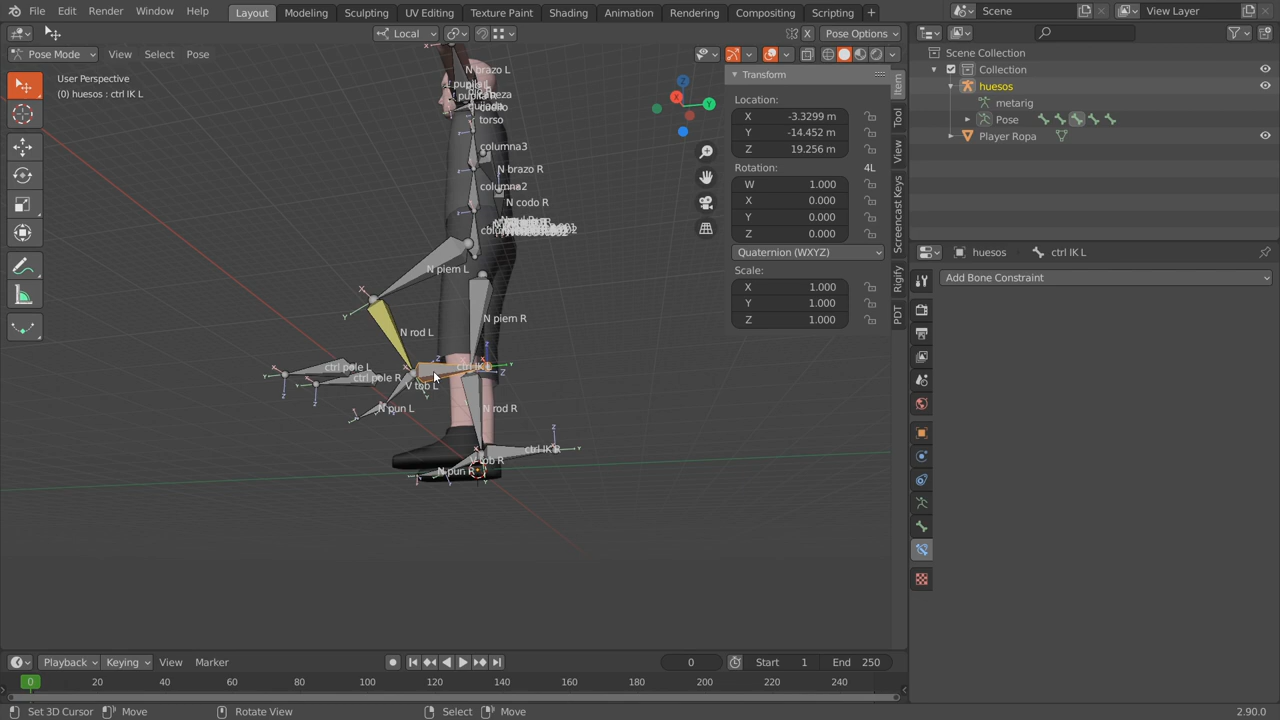 File Edit Render Window Help Layout Modeling Sculpting UV Editing Texture Paint Shading Animation Rendering Compositing Scripting + Scene View Layer
Local X Pose Options
Pose Mode View Select Pose
User Perspective
(0) huesos : ctrl IK L
N brazo L
torso
columna3
N brazo R
columna2
N codo R
N piern L
N piern R
N rod L
ctrl pole L
ctrl IK L
ctrl pole R
V tob L
N pun L
N rod R
ctrl IK R
V tob R
N pun R
Z
X
Y
Transform
Location:
X -3.3299 m
Y -14.452 m
Z 19.256 m
Rotation: 4L
W 1.000
X 0.000
Y 0.000
Z 0.000
Quaternion (WXYZ)
Scale:
X 1.000
Y 1.000
Z 1.000
Item
Tool
View
Screencast Keys
Rigify
PDT
Scene Collection
Collection
huesos
metarig
Pose
Player Ropa
huesos ctrl IK L
Add Bone Constraint
Playback Keying View Marker 0 Start 1 End 250
0 20 40 60 80 100 120 140 160 180 200 220 240
Set 3D Cursor Move Rotate View Select Move 2.90.0